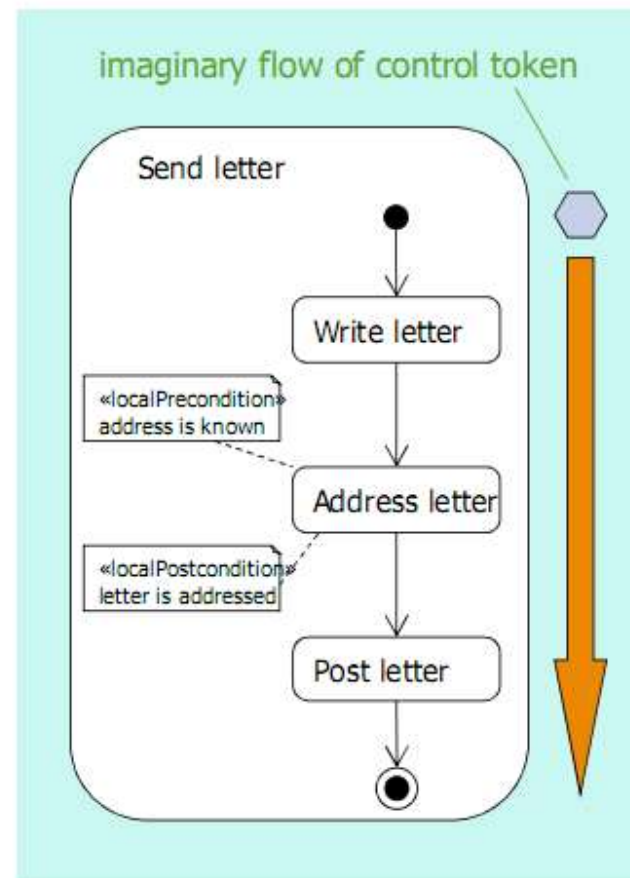 imaginary flow of control token
Send letter
Write letter
«localPrecondition»
address is known
Address letter
«localPostcondition»
letter is addressed
Post letter